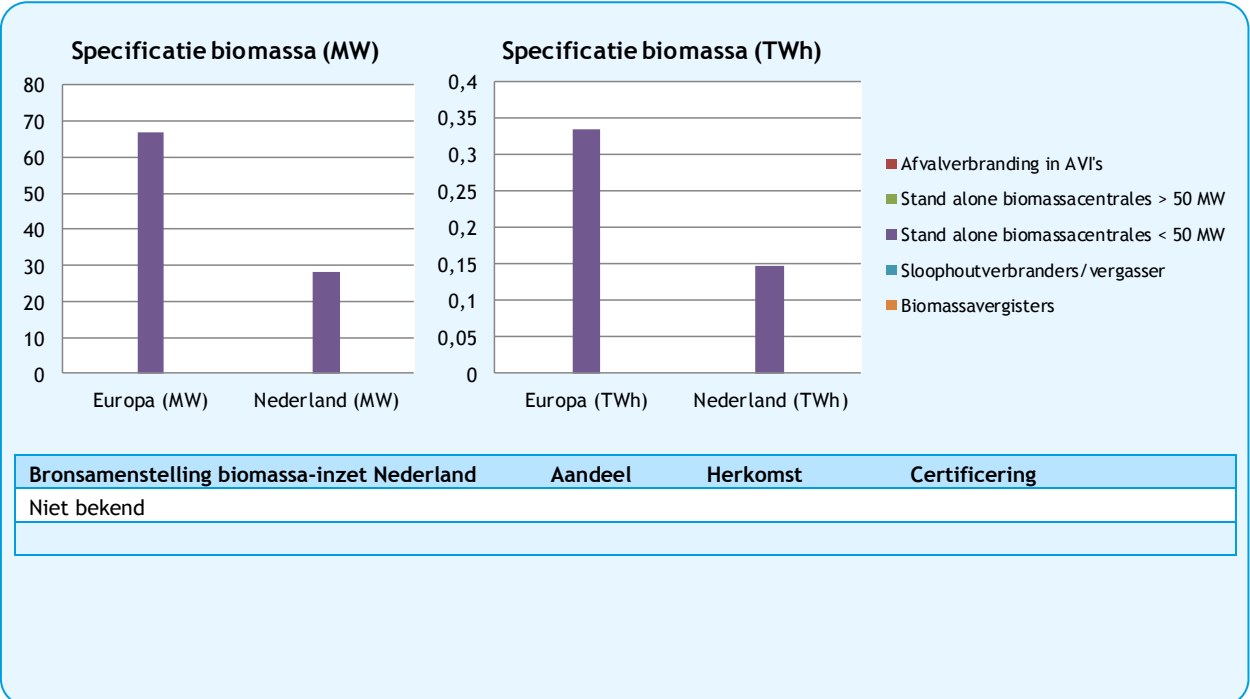 Specificatie biomassa (MW)
80
70
60
50
40
30
20
10
0
Europa (MW) Nederland (MW)
Specificatie biomassa (TWh)
0,4
0,35
0,3
0,25
0,2
0,15
0,1
0,05
0
Europa (TWh) Nederland (TWh)
Afvalverbranding in AVI's
Stand alone biomassacentrales > 50 MW
Stand alone biomassacentrales < 50 MW
Sloophoutverbranders/vergasser
Biomassavergisters
Bronsamenstelling biomassa-inzet Nederland Aandeel Herkomst Certificering
Niet bekend